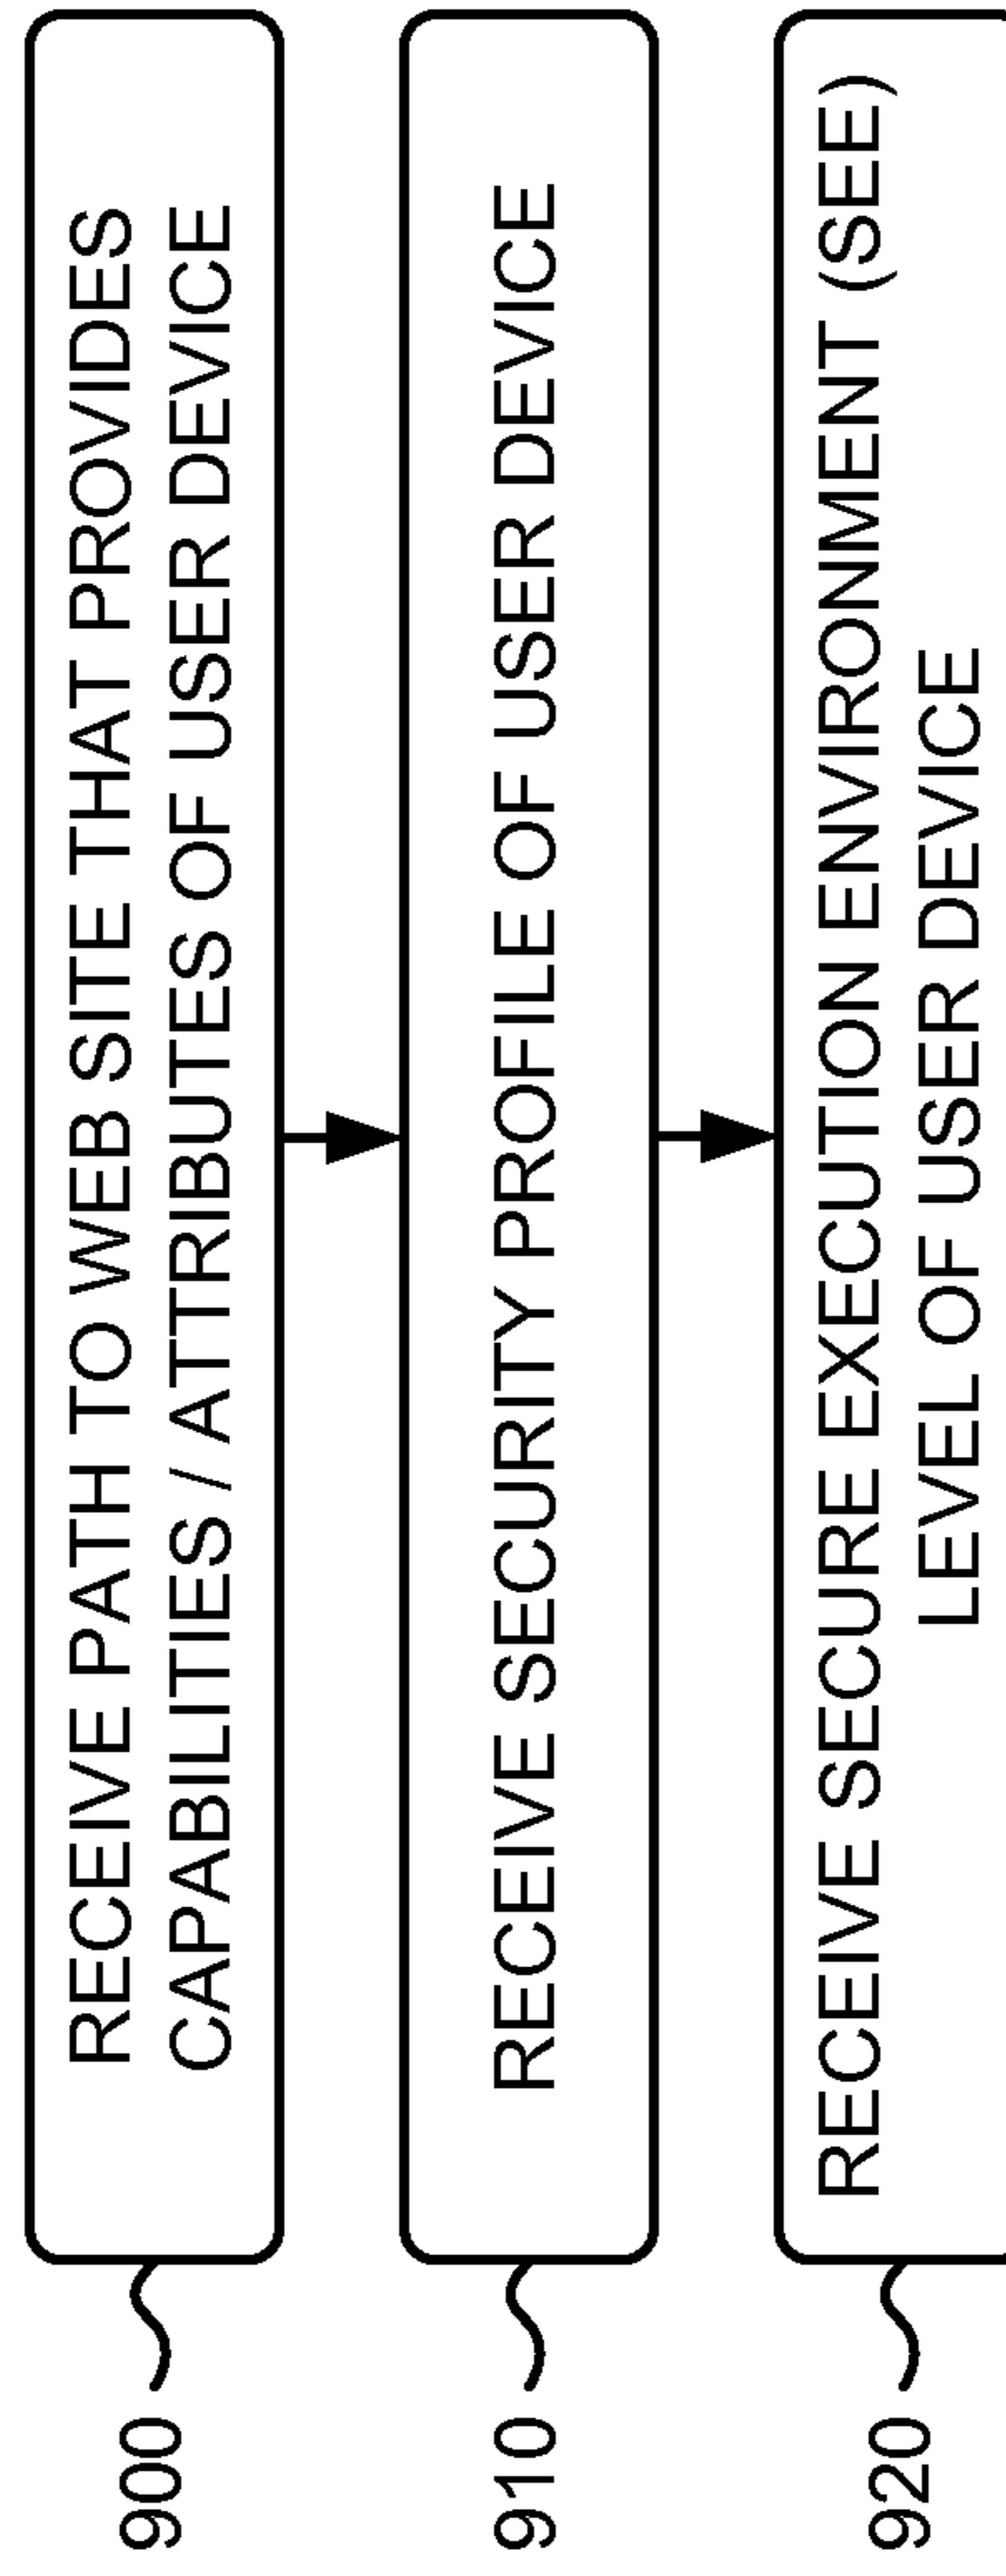 900
RECEIVE PATH TO WEB SITE THAT PROVIDES
CAPABILITIES / ATTRIBUTES OF USER DEVICE
910
RECEIVE SECURITY PROFILE OF USER DEVICE
920
RECEIVE SECURE EXECUTION ENVIRONMENT (SEE)
LEVEL OF USER DEVICE